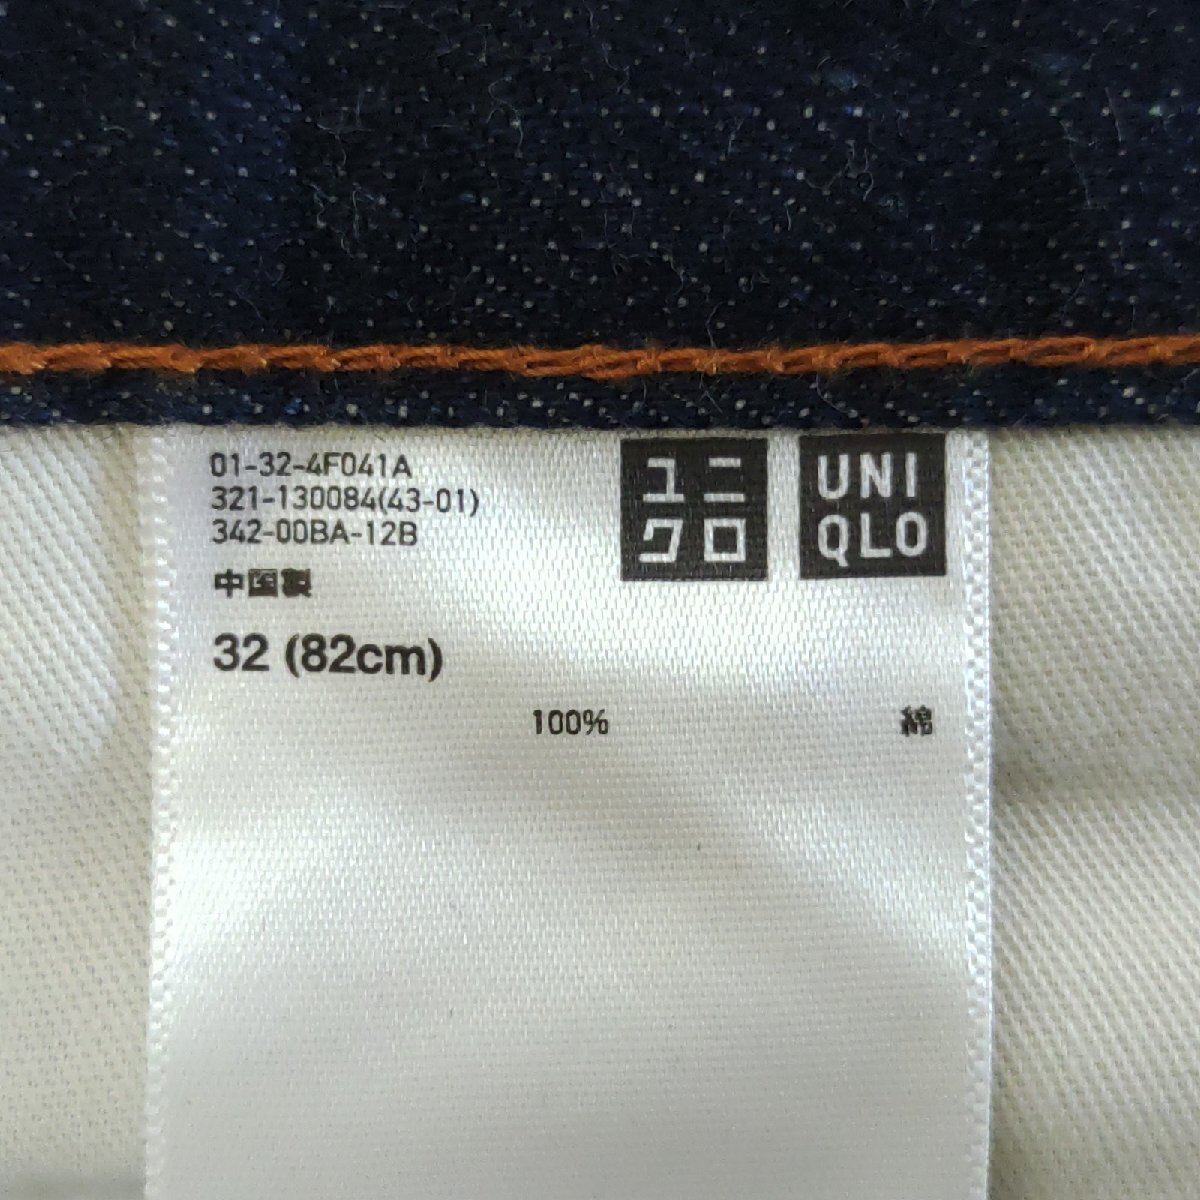 01-32-4F041A
321-130084(43-01)
342-00BA-12B
中国製
32 (82cm)
100% 綿
ユニ
クロ
UNI
QLO